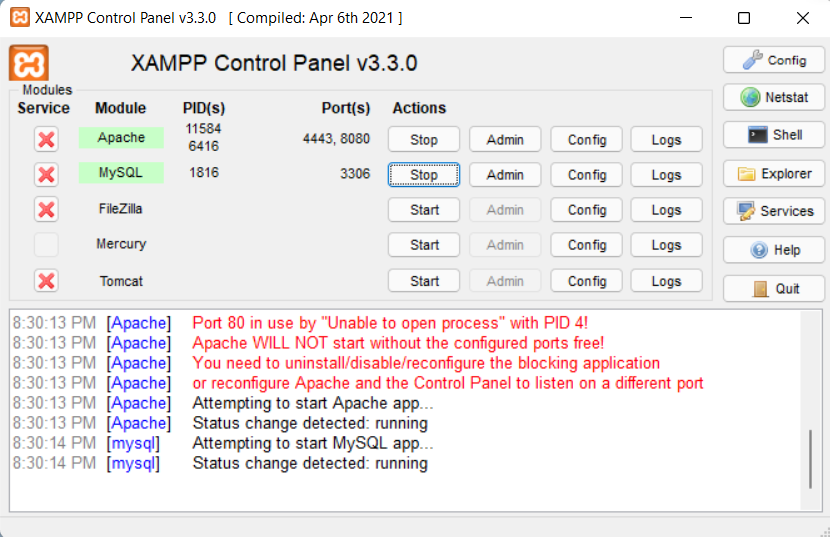 XAMPP Control Panel v3.3.0 [ Compiled: Apr 6th 2021 ]
XAMPP Control Panel v3.3.0
Config
Modules
Service Module PID(s) Port(s) Actions
Netstat
Apache 11584 6416 4443, 8080 Stop Admin Config Logs
Shell
MySQL 1816 3306 Stop Admin Config Logs
Explorer
FileZilla Start Admin Config Logs
Services
Mercury Start Admin Config Logs
Help
Tomcat Start Admin Config Logs
Quit
8:30:13 PM [Apache] Port 80 in use by "Unable to open process" with PID 4!
8:30:13 PM [Apache] Apache WILL NOT start without the configured ports free!
8:30:13 PM [Apache] You need to uninstall/disable/reconfigure the blocking application
8:30:13 PM [Apache] or reconfigure Apache and the Control Panel to listen on a different port
8:30:13 PM [Apache] Attempting to start Apache app...
8:30:13 PM [Apache] Status change detected: running
8:30:14 PM [mysql] Attempting to start MySQL app...
8:30:14 PM [mysql] Status change detected: running